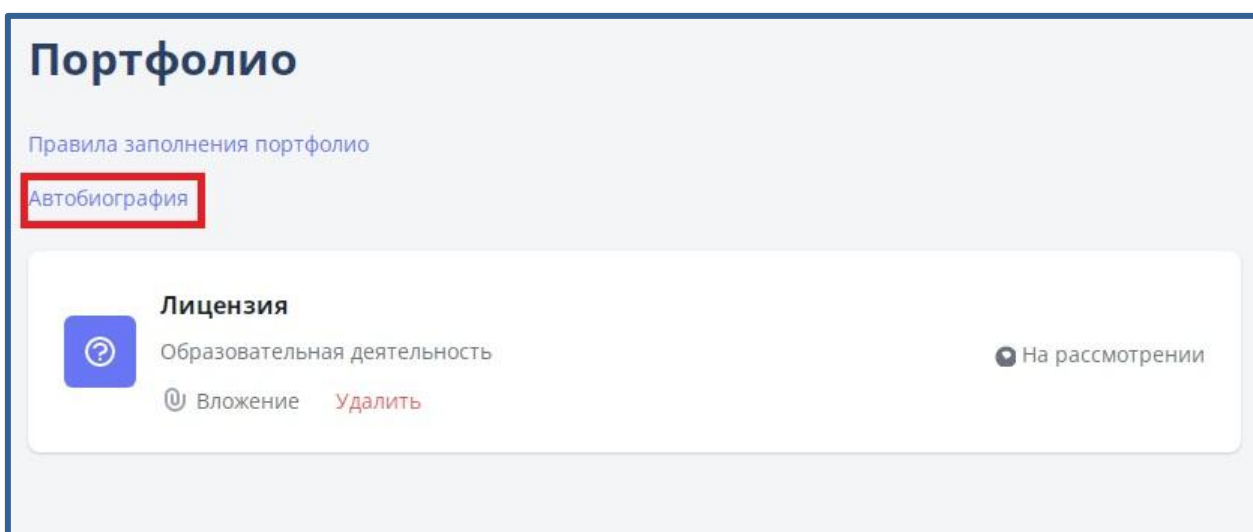 Портфолио
Правила заполнения портфолио
Автобиография
Лицензия
Образовательная деятельность
На рассмотрении
Вложение Удалить